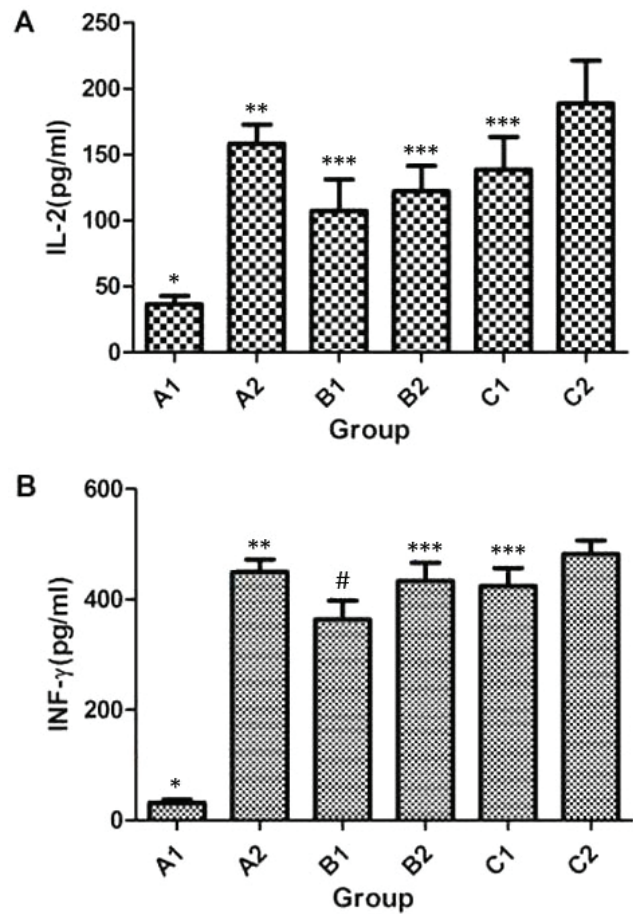 A
250
200
150
100
50
0
IL-2(pg/ml)
*
**
***
***
***
A1
A2
B1
B2
C1
C2
Group
B
600
400
200
0
INF-γ(pg/ml)
*
**
#
***
***
A1
A2
B1
B2
C1
C2
Group